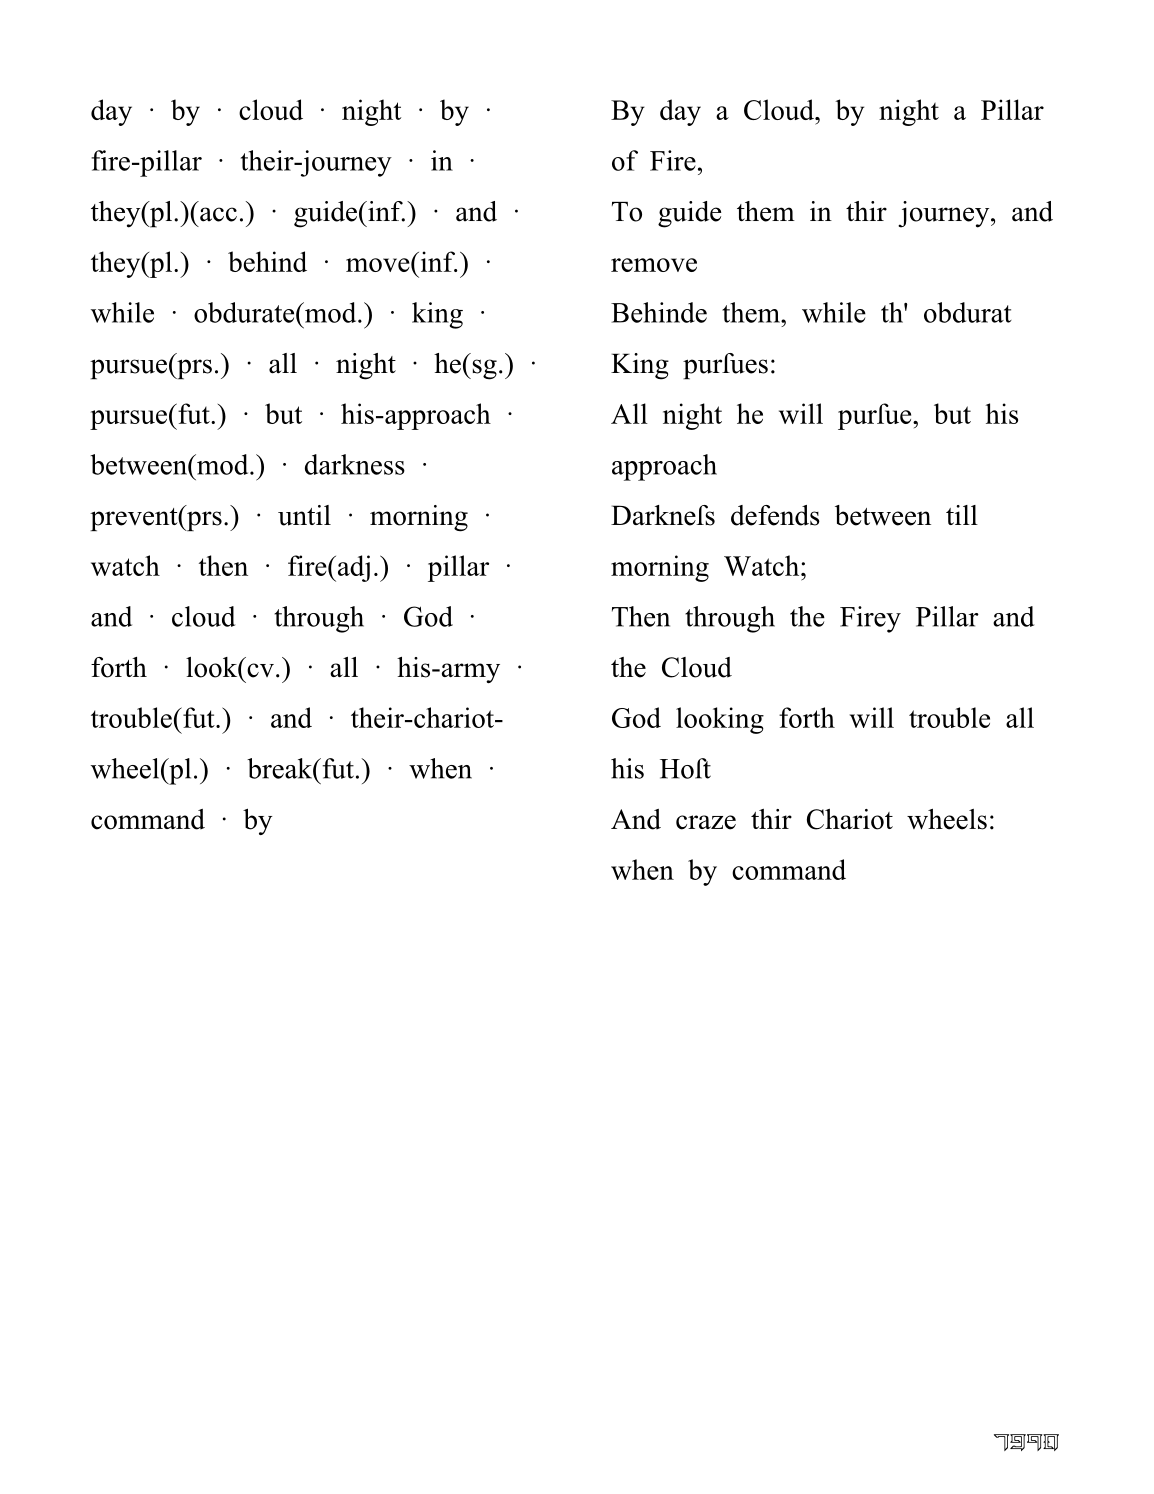 day · by · cloud · night · by ·
fire-pillar · their-journey · in ·
they(pl.)(acc.) · guide(inf.) · and ·
they(pl.) · behind · move(inf.) ·
while · obdurate(mod.) · king ·
pursue(prs.) · all · night · he(sg.) ·
pursue(fut.) · but · his-approach ·
between(mod.) · darkness ·
prevent(prs.) · until · morning ·
watch · then · fire(adj.) · pillar ·
and · cloud · through · God ·
forth · look(cv.) · all · his-army ·
trouble(fut.) · and · their-chariot-
wheel(pl.) · break(fut.) · when ·
command · by
By day a Cloud, by night a Pillar
of Fire,
To guide them in thir journey, and
remove
Behinde them, while th' obdurat
King purſues:
All night he will purſue, but his
approach
Darkneſs defends between till
morning Watch;
Then through the Firey Pillar and
the Cloud
God looking forth will trouble all
his Hoſt
And craze thir Chariot wheels:
when by command